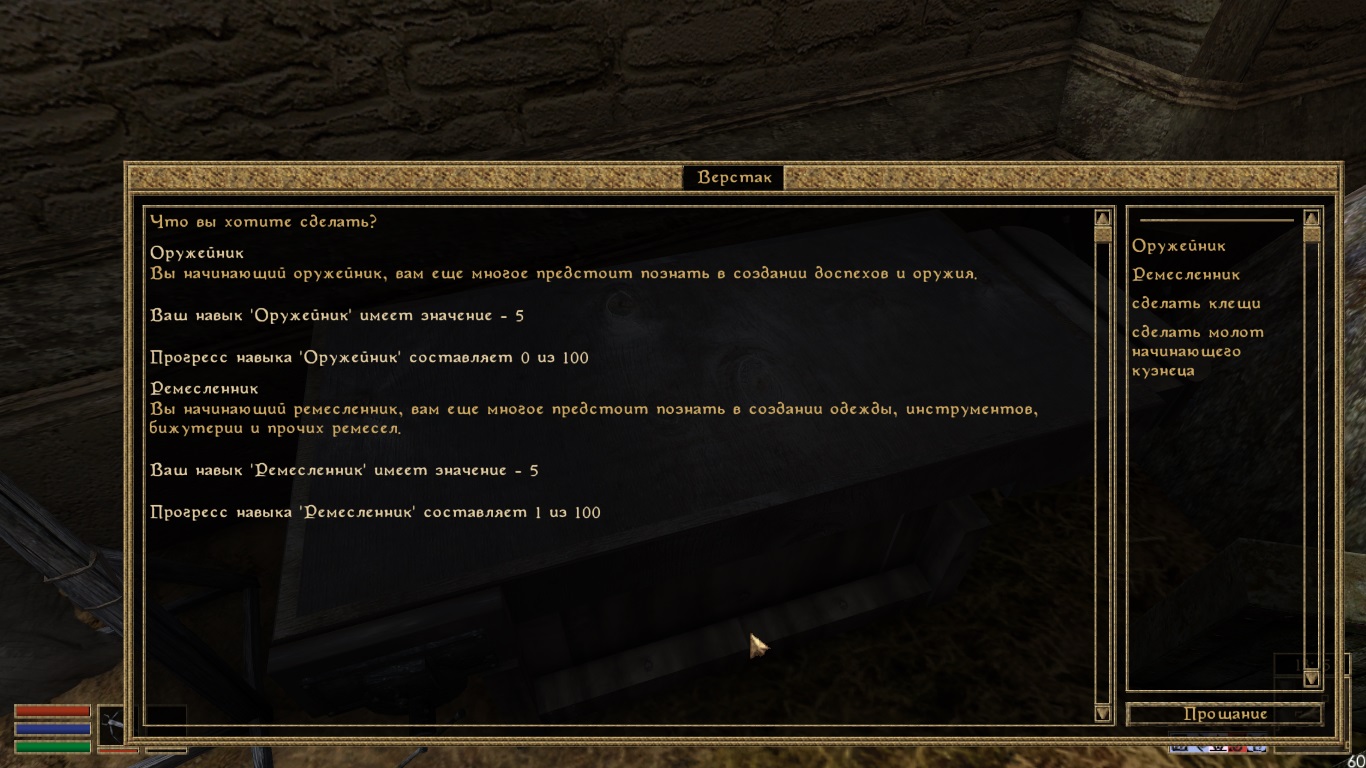 Верстак
Что вы хотите сделать?
Оружейник
Вы начинающий оружейник, вам еще многое предстоит познать в создании доспехов и оружия.
Ваш навык 'Оружейник' имеет значение - 5
Прогресс навыка 'Оружейник' составляет 0 из 100
Ремесленник
Вы начинающий ремесленник, вам еще многое предстоит познать в создании одежды, инструментов,
бижутерии и прочих ремесел.
Ваш навык 'Ремесленник' имеет значение - 5
Прогресс навыка 'Ремесленник' составляет 1 из 100
Оружейник
Ремесленник
сделать клещи
сделать молот
начинающего
кузнеца
Прощание
60